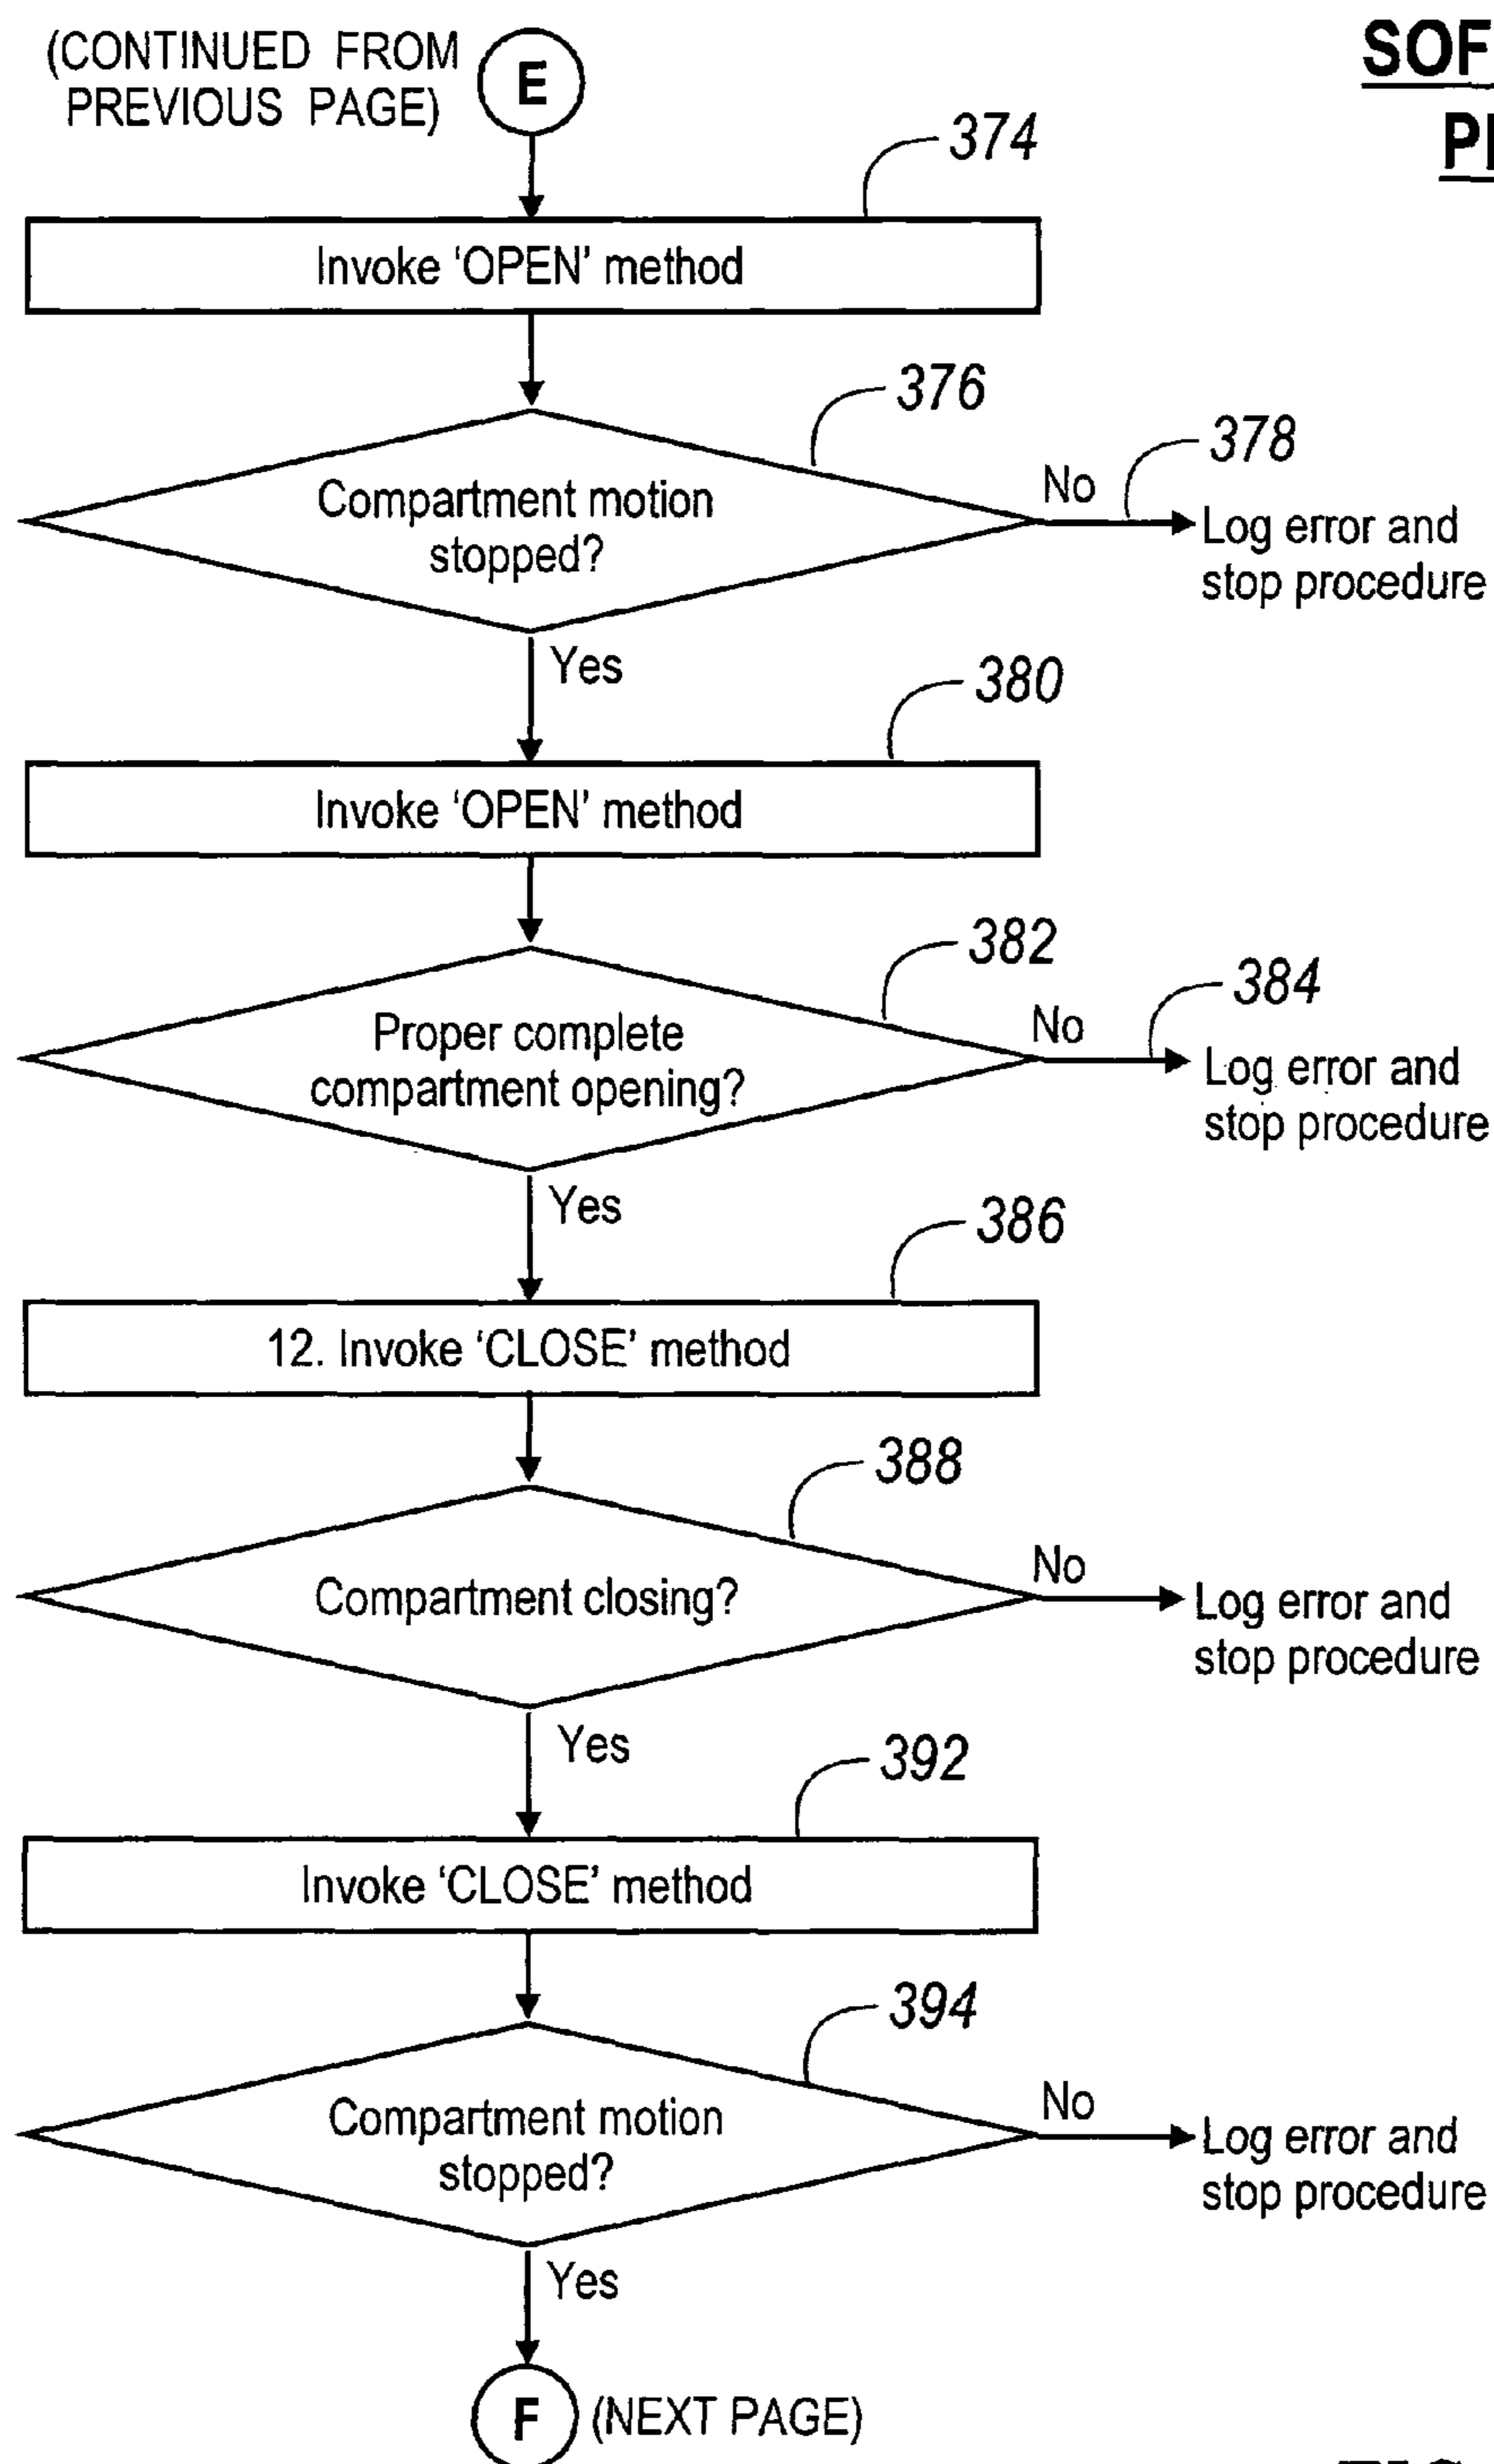 (CONTINUED FROM
PREVIOUS PAGE)
E
374
Invoke ‘OPEN’ method
376
Compartment motion
stopped?
No
378
Log error and
stop procedure
Yes
380
Invoke ‘OPEN’ method
382
Proper complete
compartment opening?
No
384
Log error and
stop procedure
Yes
386
12. Invoke ‘CLOSE’ method
388
Compartment closing?
No
Log error and
stop procedure
Yes
392
Invoke ‘CLOSE’ method
394
Compartment motion
stopped?
No
Log error and
stop procedure
Yes
F
(NEXT PAGE)